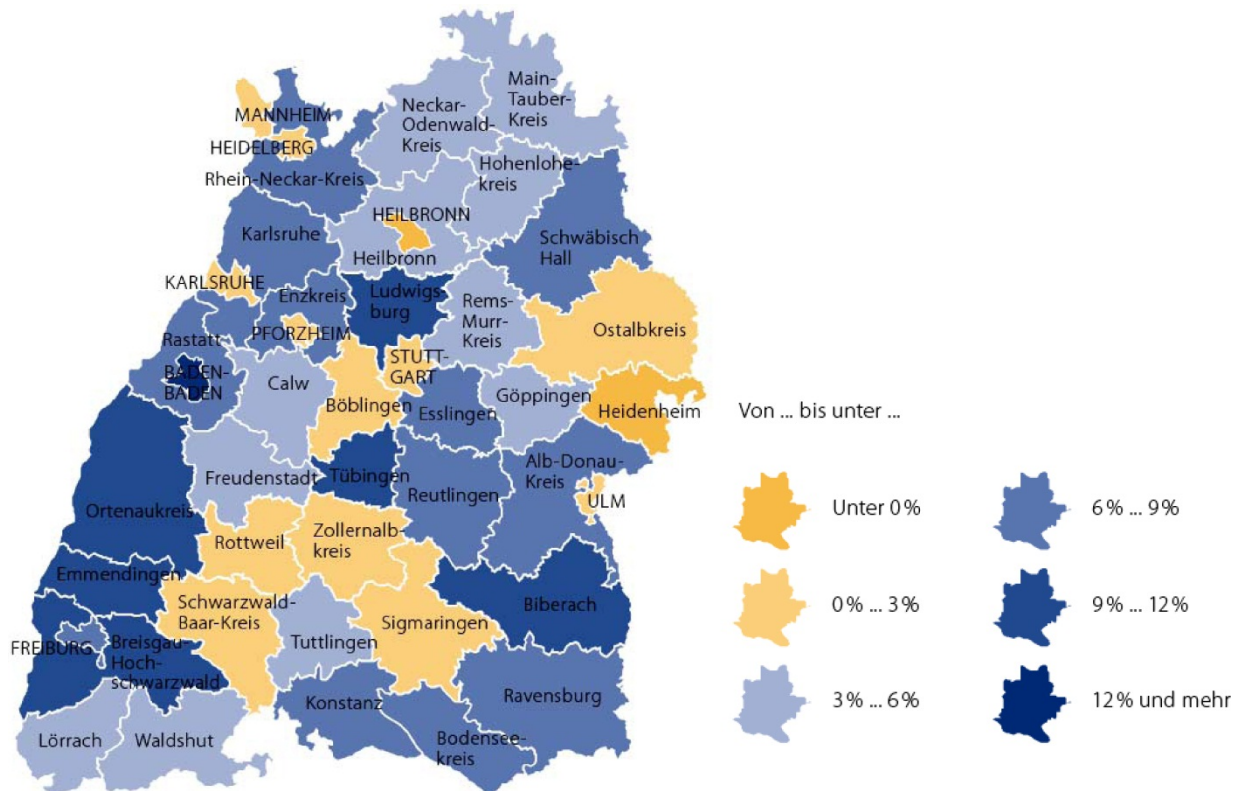 Main-
Tauber-
Kreis
Neckar-
Odenwald-
Kreis
MANNHEIM
HEIDELBERG
Rhein-Neckar-Kreis
Hohenlohe-
kreis
HEILBRONN
Heilbronn
Karlsruhe
Schwäbisch
Hall
KARLSRUHE
Enzkreis
Ludwigs-
burg
Rems-
Murr-
Kreis
Ostalbkreis
Rastatt
PFORZHEIM
BADEN-
BADEN
Calw
STUTT-
GART
Böblingen
Esslingen
Göppingen
Heidenheim
Freudenstadt
Tübingen
Reutlingen
Alb-Donau-
Kreis
ULM
Ortenaukreis
Rottweil
Zollernalb-
kreis
Emmendingen
Schwarzwald-
Baar-Kreis
Biberach
FREIBURG
Breisgau-
Hoch-
schwarzwald
Tuttlingen
Sigmaringen
Konstanz
Ravensburg
Bodensee-
kreis
Lörrach
Waldshut
Von ... bis unter ...
Unter 0%
0% ... 3%
3% ... 6%
6% ... 9%
9% ... 12%
12% und mehr